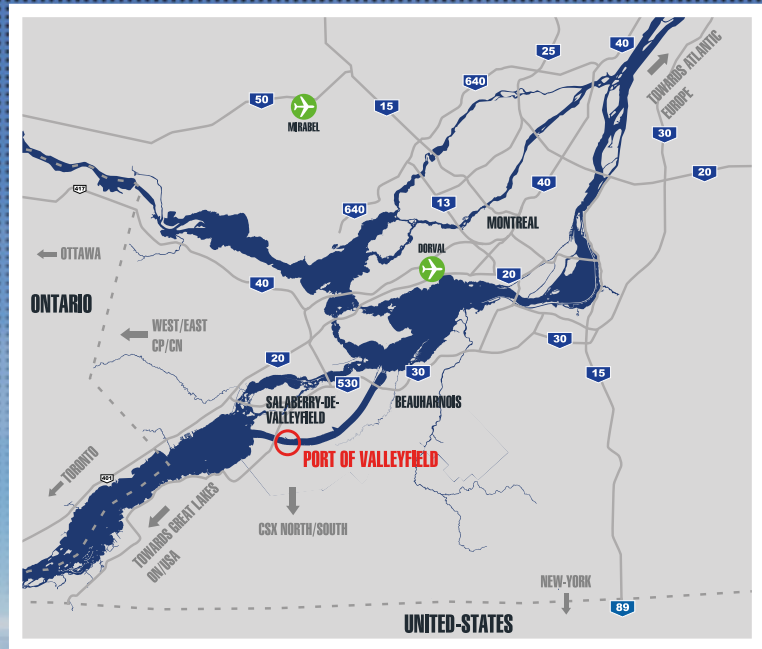 40
25
640
TOWARDS ATLANTIC
EUROPE
50
15
MIRABEL
30
20
417
13
40
640
MONTREAL
DORVAL
OTTAWA
20
40
ONTARIO
WEST/EAST
CP/CN
30
20
530
30
15
SALABERRY-DE-
VALLEYFIELD
BEAUHARNOIS
PORT OF VALLEYFIELD
TORONTO
401
TOWARDS GREAT LAKES
ON/USA
CSX NORTH/SOUTH
NEW-YORK
89
UNITED-STATES